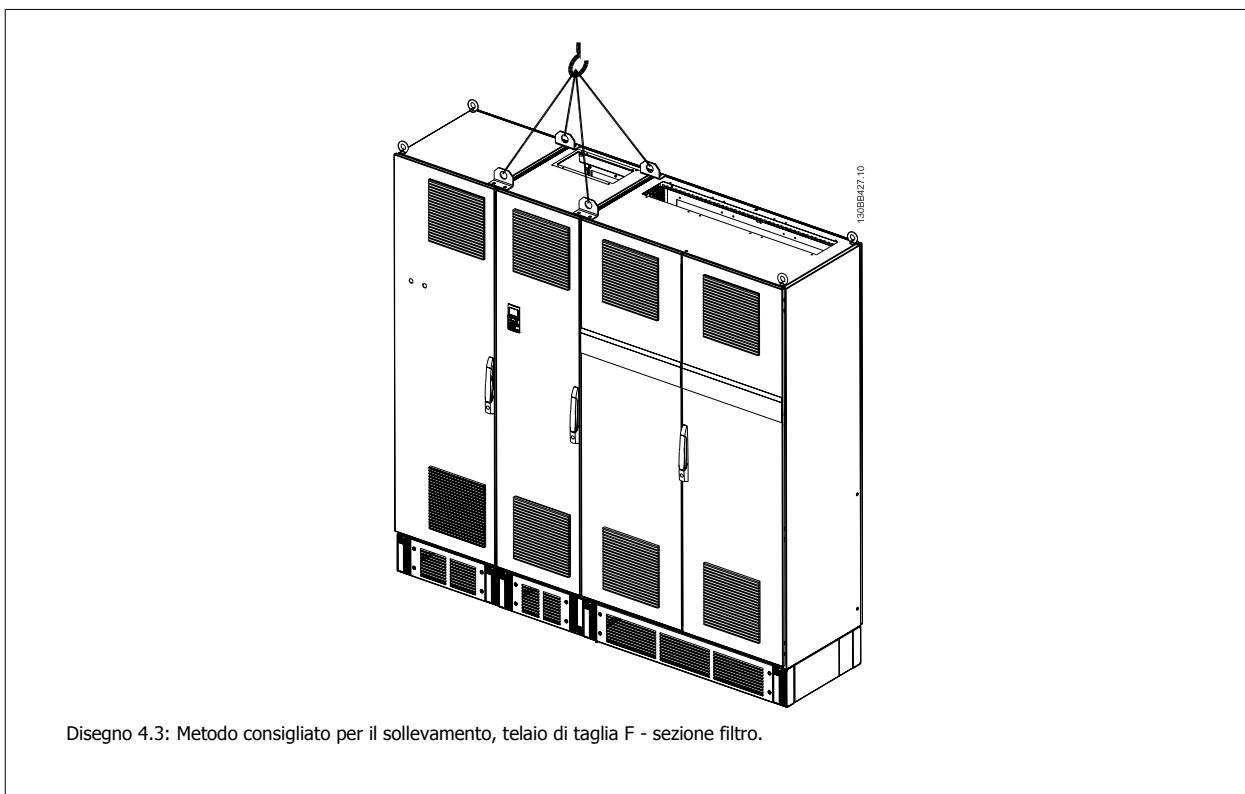 130BB427.10
Disegno 4.3: Metodo consigliato per il sollevamento, telaio di taglia F - sezione filtro.